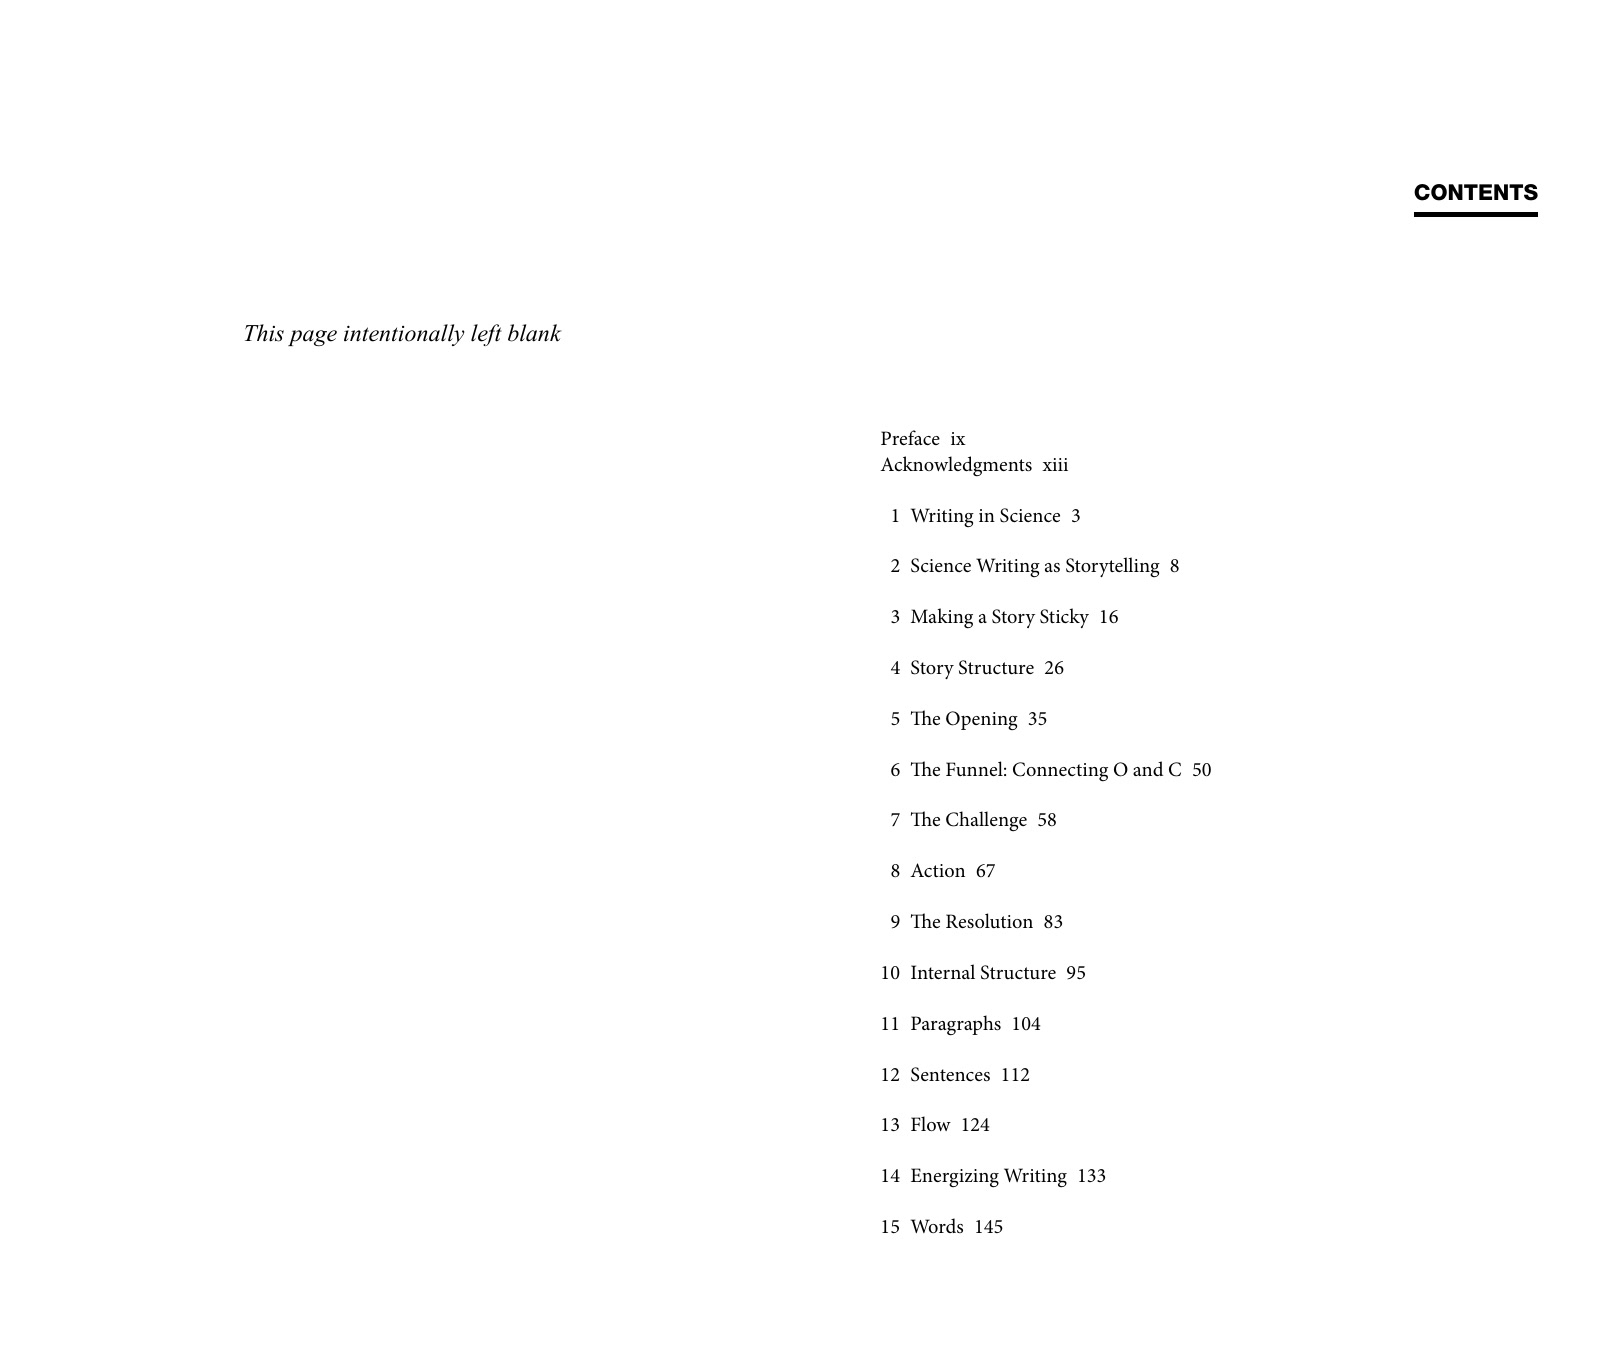 This page intentionally left blank
CONTENTS
Preface ix
Acknowledgments xiii
1 Writing in Science 3
2 Science Writing as Storytelling 8
3 Making a Story Sticky 16
4 Story Structure 26
5 The Opening 35
6 The Funnel: Connecting O and C 50
7 The Challenge 58
8 Action 67
9 The Resolution 83
10 Internal Structure 95
11 Paragraphs 104
12 Sentences 112
13 Flow 124
14 Energizing Writing 133
15 Words 145